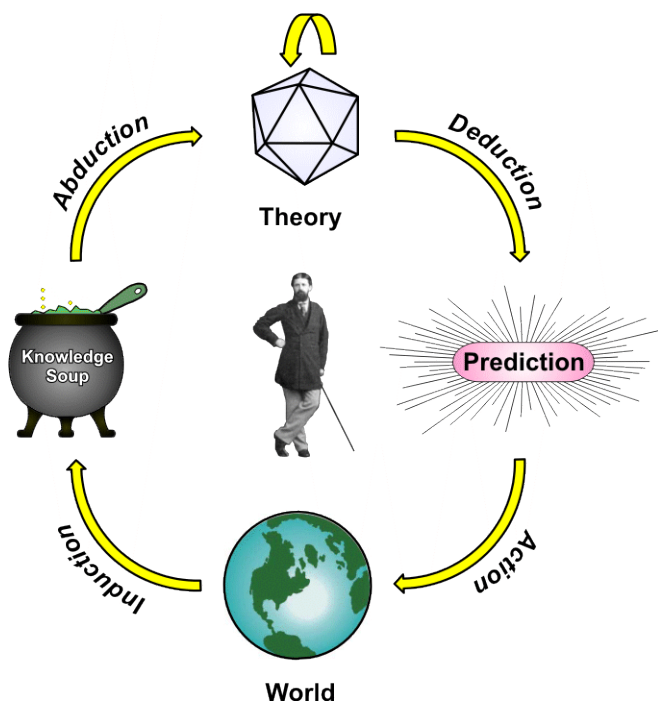 Abduction
Deduction
Theory
Knowledge
Soup
Prediction
Induction
Action
World